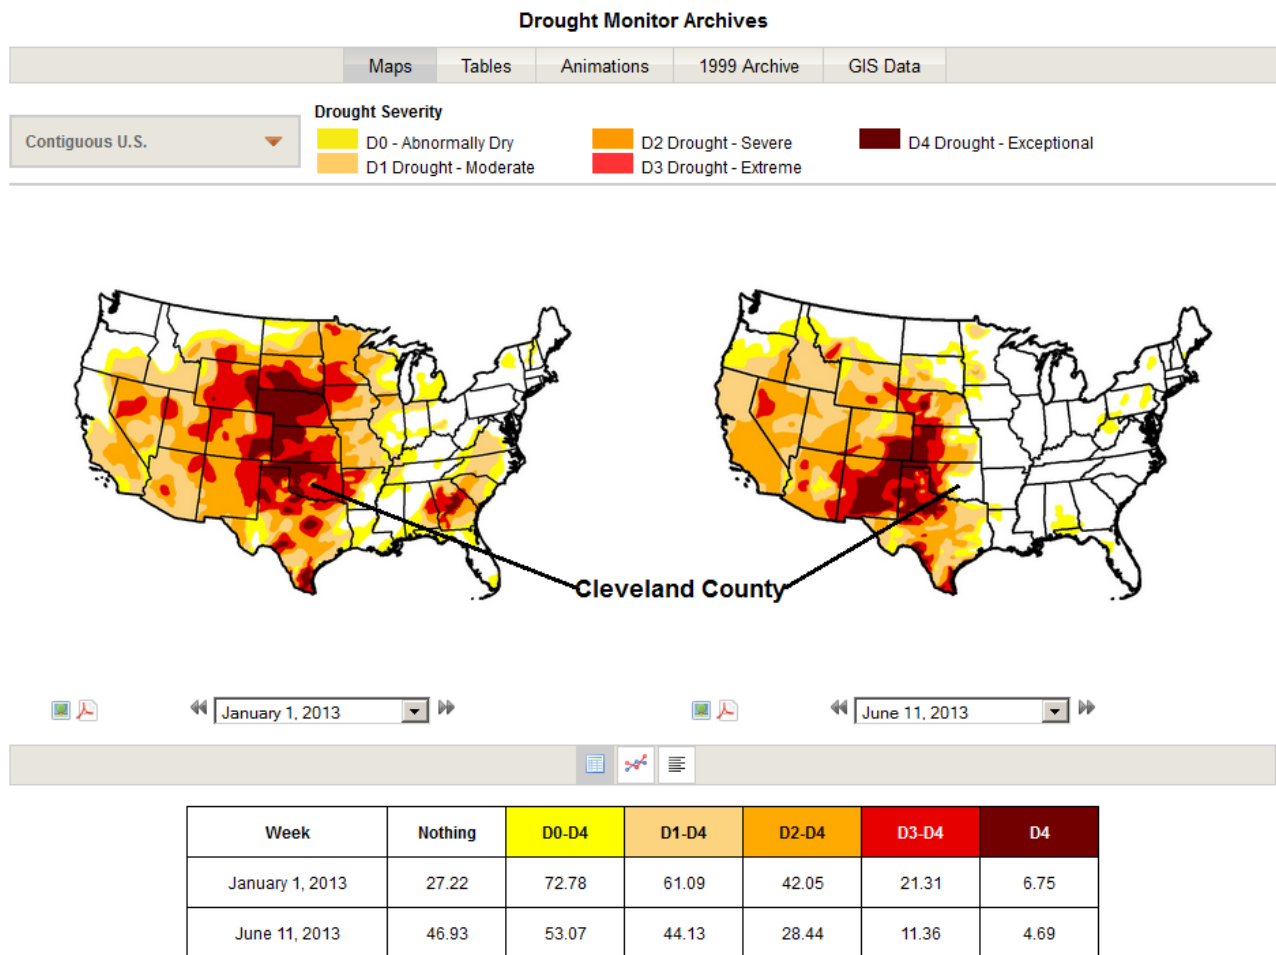 Drought Monitor Archives
Maps Tables Animations 1999 Archive GIS Data
Contiguous U.S.
Drought Severity
D0 - Abnormally Dry D2 Drought - Severe D4 Drought - Exceptional
D1 Drought - Moderate D3 Drought - Extreme
Cleveland County
January 1, 2013 June 11, 2013
Week Nothing D0-D4 D1-D4 D2-D4 D3-D4 D4
January 1, 2013 27.22 72.78 61.09 42.05 21.31 6.75
June 11, 2013 46.93 53.07 44.13 28.44 11.36 4.69